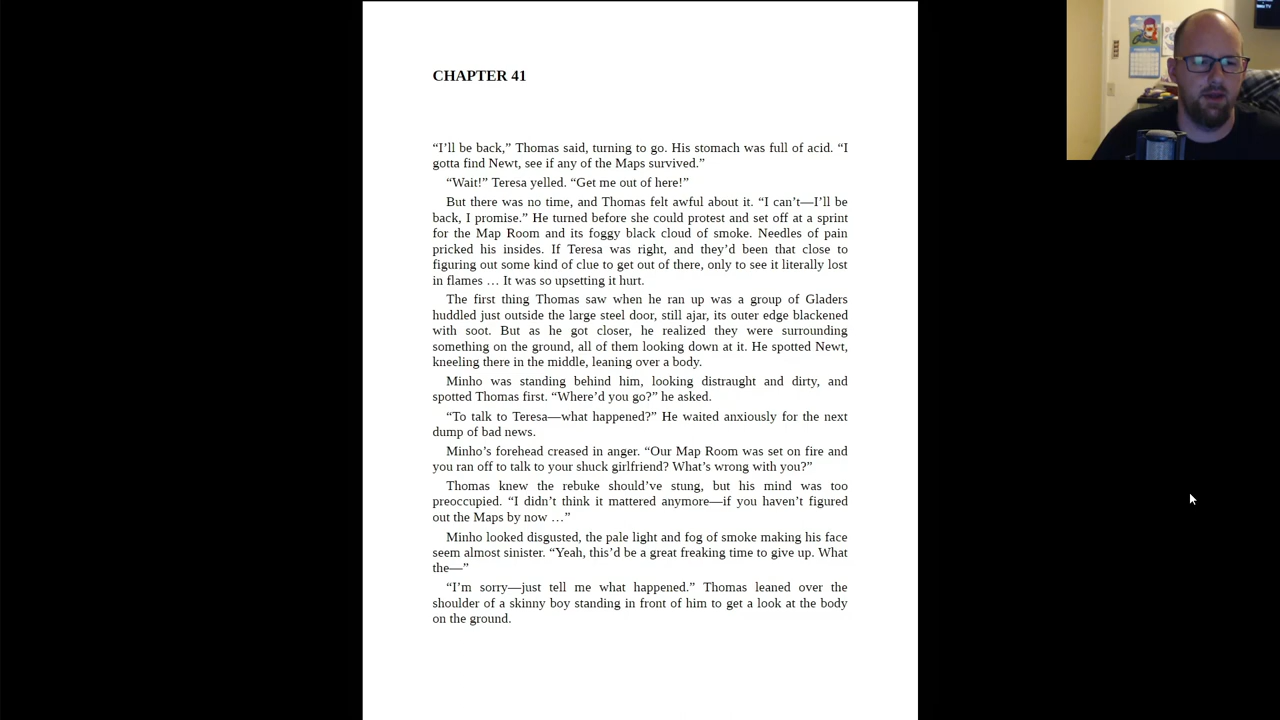 CHAPTER 41
“I’ll be back,” Thomas said, turning to go. His stomach was full of acid. “I
gotta find Newt, see if any of the Maps survived.”
“Wait!” Teresa yelled. “Get me out of here!”
But there was no time, and Thomas felt awful about it. “I can’t—I’ll be
back, I promise.” He turned before she could protest and set off at a sprint
for the Map Room and its foggy black cloud of smoke. Needles of pain
pricked his insides. If Teresa was right, and they’d been that close to
figuring out some kind of clue to get out of there, only to see it literally lost
in flames … It was so upsetting it hurt.
The first thing Thomas saw when he ran up was a group of Gladers
huddled just outside the large steel door, still ajar, its outer edge blackened
with soot. But as he got closer, he realized they were surrounding
something on the ground, all of them looking down at it. He spotted Newt,
kneeling there in the middle, leaning over a body.
Minho was standing behind him, looking distraught and dirty, and
spotted Thomas first. “Where’d you go?” he asked.
“To talk to Teresa—what happened?” He waited anxiously for the next
dump of bad news.
Minho’s forehead creased in anger. “Our Map Room was set on fire and
you ran off to talk to your shuck girlfriend? What’s wrong with you?”
Thomas knew the rebuke should’ve stung, but his mind was too
preoccupied. “I didn’t think it mattered anymore—if you haven’t figured
out the Maps by now …”
Minho looked disgusted, the pale light and fog of smoke making his face
seem almost sinister. “Yeah, this’d be a great freaking time to give up. What
the—”
“I’m sorry—just tell me what happened.” Thomas leaned over the
shoulder of a skinny boy standing in front of him to get a look at the body
on the ground.